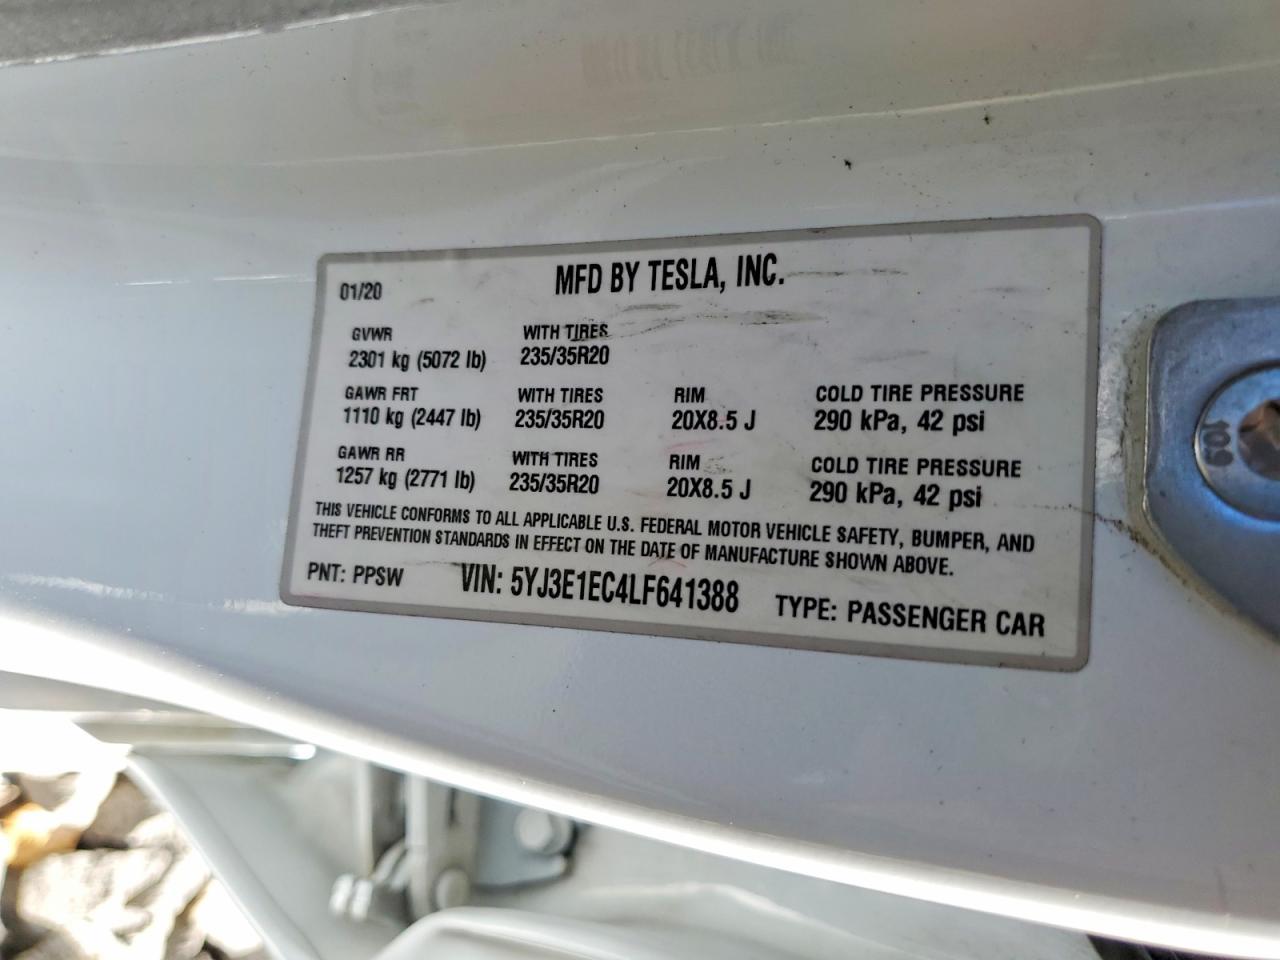 01/20 MFD BY TESLA, INC.
GVWR WITH TIRES
2301 kg (5072 lb) 235/35R20
GAWR FRT WITH TIRES RIM COLD TIRE PRESSURE
1110 kg (2447 lb) 235/35R20 20X8.5 J 290 kPa, 42 psi
GAWR RR WITH TIRES RIM COLD TIRE PRESSURE
1257 kg (2771 lb) 235/35R20 20X8.5 J 290 kPa, 42 psi
THIS VEHICLE CONFORMS TO ALL APPLICABLE U.S. FEDERAL MOTOR VEHICLE SAFETY, BUMPER, AND
THEFT PREVENTION STANDARDS IN EFFECT ON THE DATE OF MANUFACTURE SHOWN ABOVE.
PNT: PPSW VIN: 5YJ3E1EC4LF641388 TYPE: PASSENGER CAR
10.9